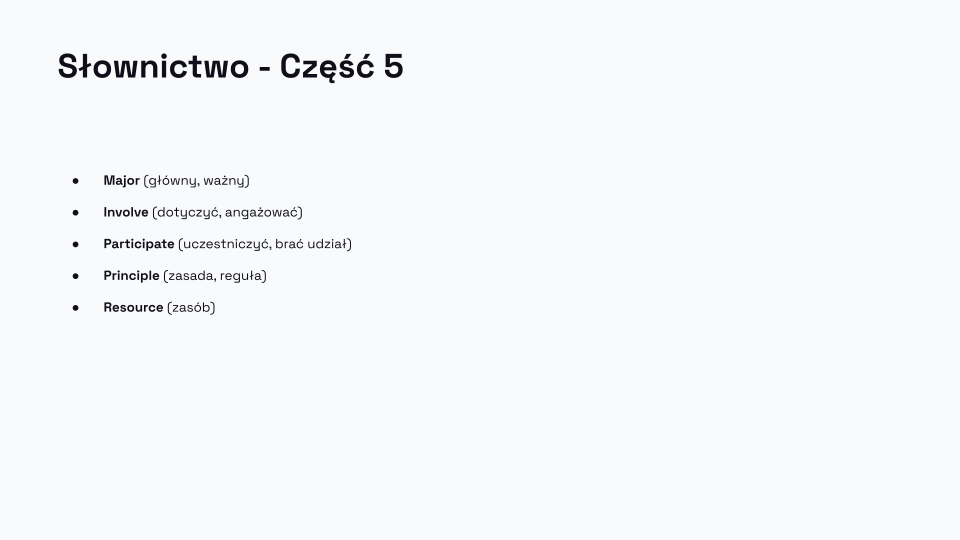 Słownictwo - Część 5
● Major (główny, ważny)
● Involve (dotyczyć, angażować)
● Participate (uczestniczyć, brać udział)
● Principle (zasada, reguła)
● Resource (zasób)